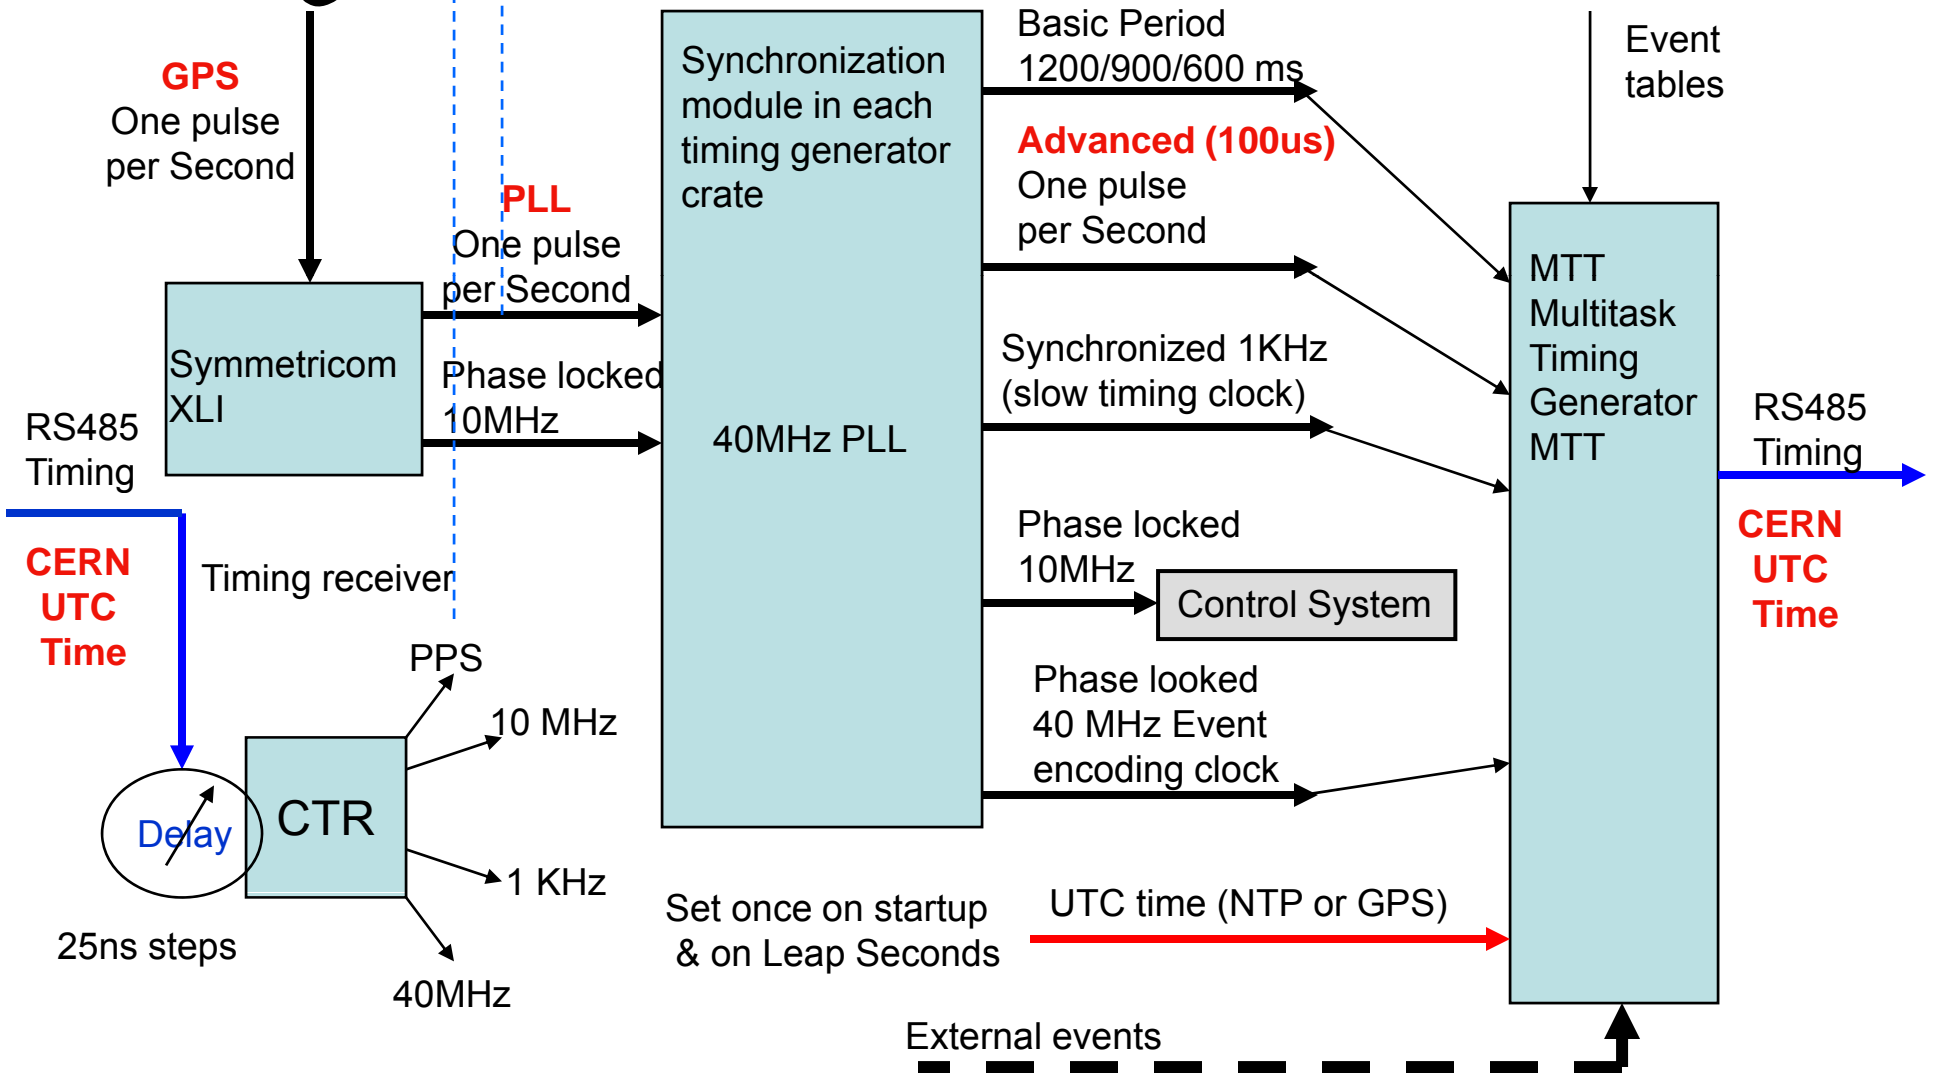 GPS
One pulse
per Second
PLL
One pulse
per Second
Phase locked
10MHz
Symmetricom
XLI
RS485
Timing
CERN
UTC
Time
Timing receiver
PPS
10 MHz
1 KHz
40MHz
Delay
CTR
25ns steps
Synchronization
module in each
timing generator
crate
40MHz PLL
Basic Period
1200/900/600 ms
Advanced (100us)
One pulse
per Second
Synchronized 1KHz
(slow timing clock)
Phase locked
10MHz
Control System
Phase looked
40 MHz Event
encoding clock
Set once on startup
& on Leap Seconds
UTC time (NTP or GPS)
External events
Event
tables
MTT
Multitask
Timing
Generator
MTT
RS485
Timing
CERN
UTC
Time